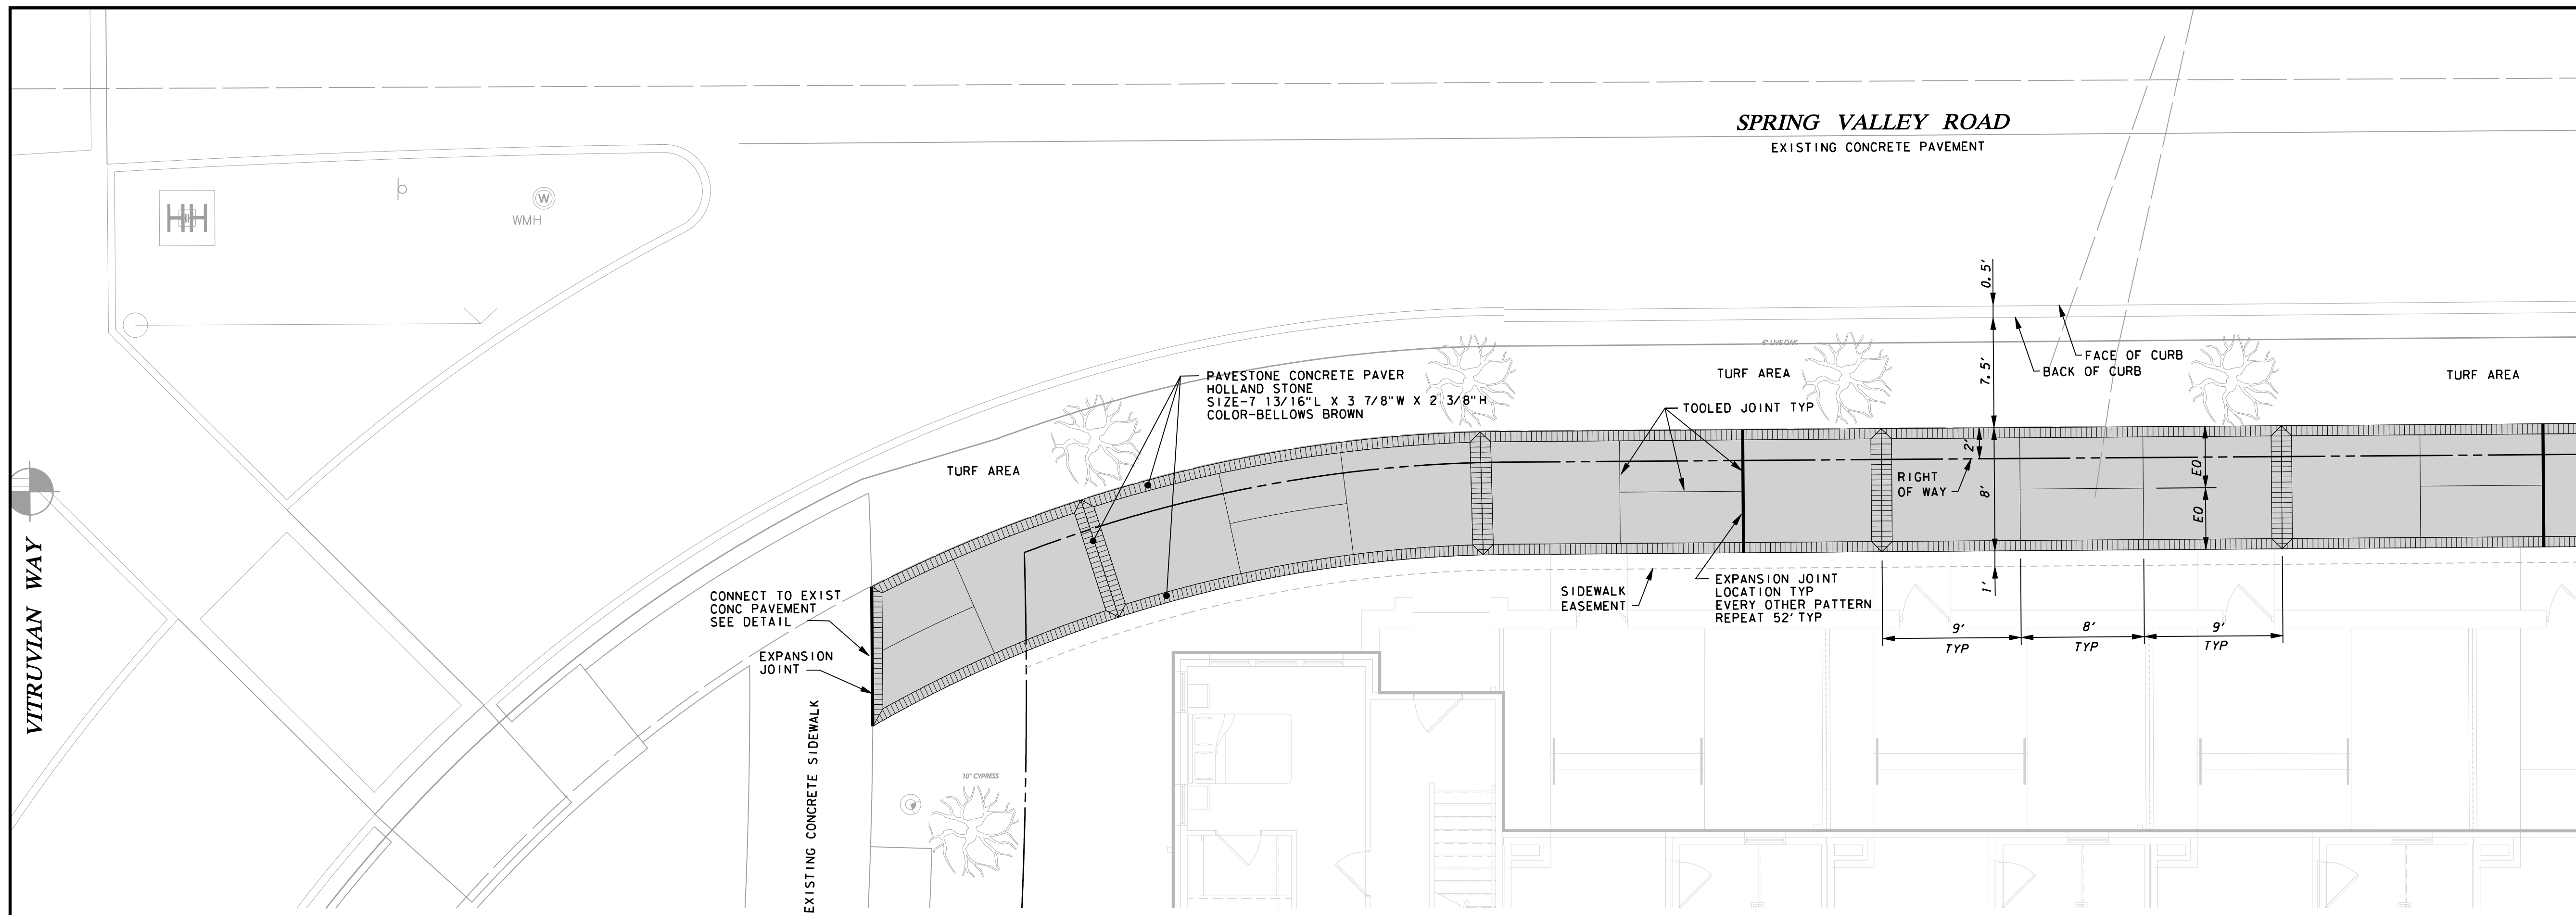 SPRING VALLEY ROAD
EXISTING CONCRETE PAVEMENT
HH
W
WMH
0.5'
FACE OF CURB
BACK OF CURB
7.5'
6" LIVE OAK
TURF AREA
TURF AREA
PAVESTONE CONCRETE PAVER
HOLLAND STONE
SIZE-7 13/16"L X 3 7/8"W X 2 3/8"H
COLOR-BELLOWS BROWN
TOOLED JOINT TYP
TURF AREA
2'
RIGHT
OF WAY
8'
EQ
EQ
VITRUVIAN WAY
CONNECT TO EXIST
CONC PAVEMENT
SEE DETAIL
EXPANSION
JOINT
SIDEWALK
EASEMENT
EXPANSION JOINT
LOCATION TYP
EVERY OTHER PATTERN
REPEAT 52' TYP
1'
9'
TYP
8'
TYP
9'
TYP
EXISTING CONCRETE SIDEWALK
10" CYPRESS